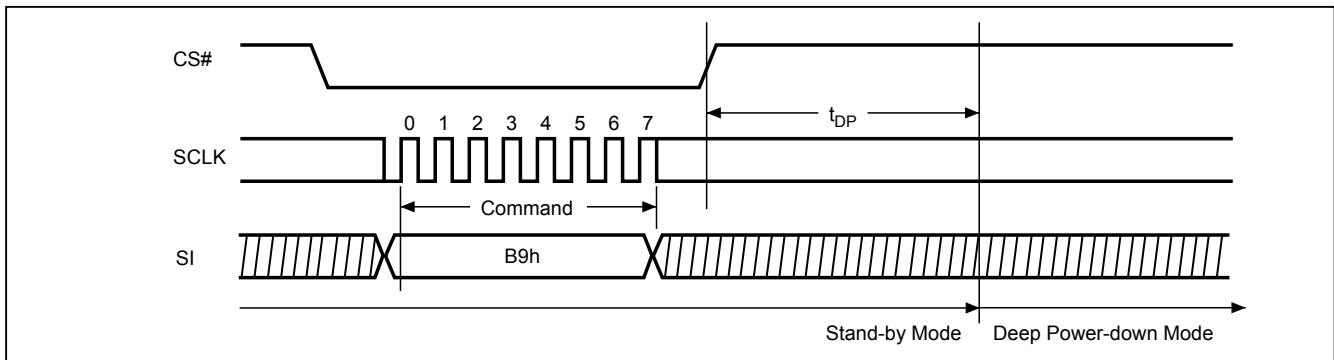 CS#
t_DP
0 1 2 3 4 5 6 7
SCLK
Command
SI
B9h
Stand-by Mode Deep Power-down Mode